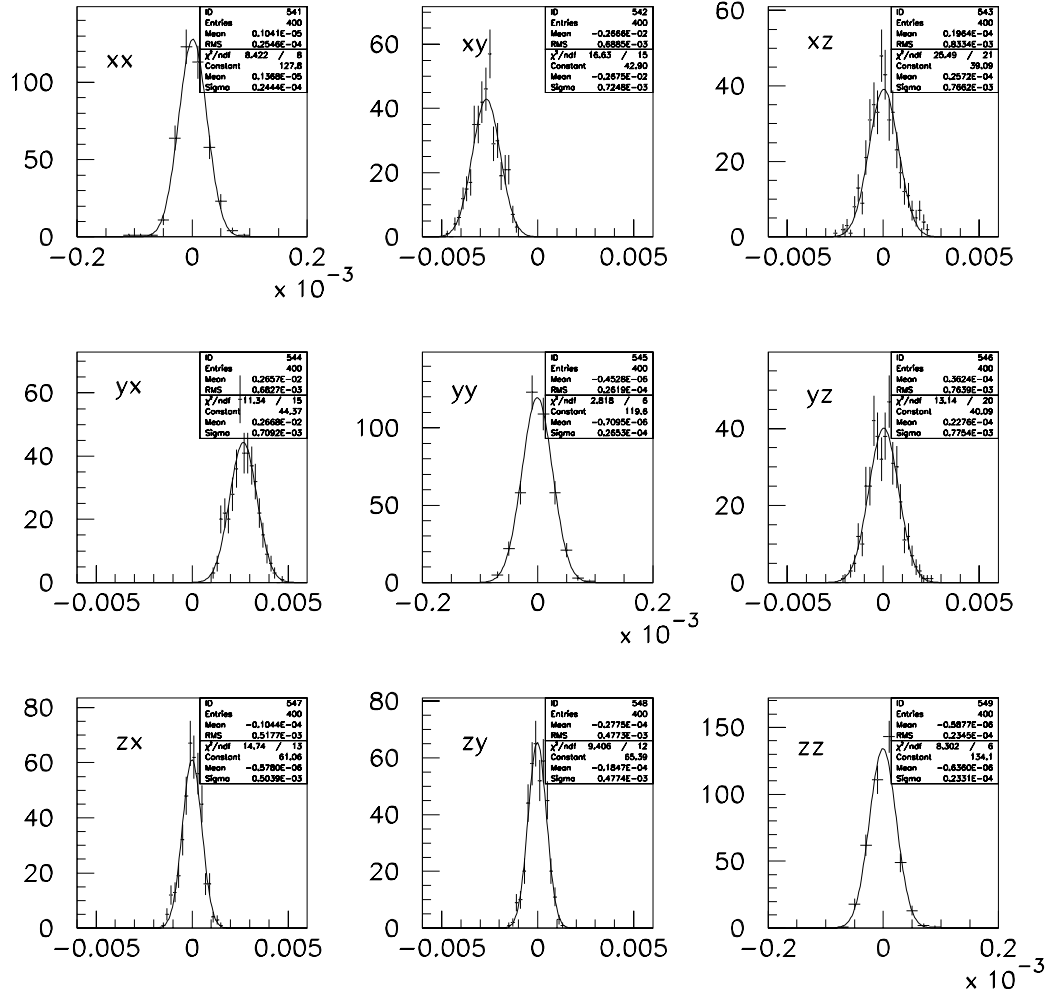 ID 541
Entries 400
Mean 0.1041E-05
RMS 0.2546E-04
χ²/ndf 8.422 / 8
Constant 127.8
Mean 0.1368E-05
Sigma 0.2444E-04
xx
100
50
0
−0.2 0 0.2
x 10⁻³
ID 542
Entries 400
Mean −0.2666E-02
RMS 0.6885E-03
χ²/ndf 16.63 / 15
Constant 42.90
Mean −0.2675E-02
Sigma 0.7248E-03
xy
60
40
20
0
−0.005 0 0.005
ID 543
Entries 400
Mean 0.1964E-04
RMS 0.8334E-03
χ²/ndf 25.49 / 21
Constant 39.09
Mean 0.2572E-04
Sigma 0.7662E-03
xz
60
40
20
0
−0.005 0 0.005
ID 544
Entries 400
Mean 0.2657E-02
RMS 0.6827E-03
χ²/ndf 11.34 / 15
Constant 44.37
Mean 0.2668E-02
Sigma 0.7092E-03
yx
60
40
20
0
−0.005 0 0.005
ID 545
Entries 400
Mean −0.4528E-06
RMS 0.2619E-04
χ²/ndf 2.818 / 6
Constant 119.6
Mean −0.7095E-06
Sigma 0.2653E-04
yy
100
50
0
−0.2 0 0.2
x 10⁻³
ID 546
Entries 400
Mean 0.3624E-04
RMS 0.7639E-03
χ²/ndf 13.14 / 20
Constant 40.09
Mean 0.2276E-04
Sigma 0.7754E-03
yz
40
20
0
−0.005 0 0.005
ID 547
Entries 400
Mean −0.1044E-04
RMS 0.5177E-03
χ²/ndf 14.74 / 13
Constant 61.06
Mean −0.5780E-06
Sigma 0.5039E-03
zx
80
60
40
20
0
−0.005 0 0.005
ID 548
Entries 400
Mean −0.2775E-04
RMS 0.4773E-03
χ²/ndf 9.406 / 12
Constant 65.39
Mean −0.1847E-04
Sigma 0.4774E-03
zy
80
60
40
20
0
−0.005 0 0.005
ID 549
Entries 400
Mean −0.5877E-06
RMS 0.2345E-04
χ²/ndf 8.302 / 6
Constant 134.1
Mean −0.6360E-06
Sigma 0.2331E-04
zz
150
100
50
0
−0.2 0 0.2
x 10⁻³